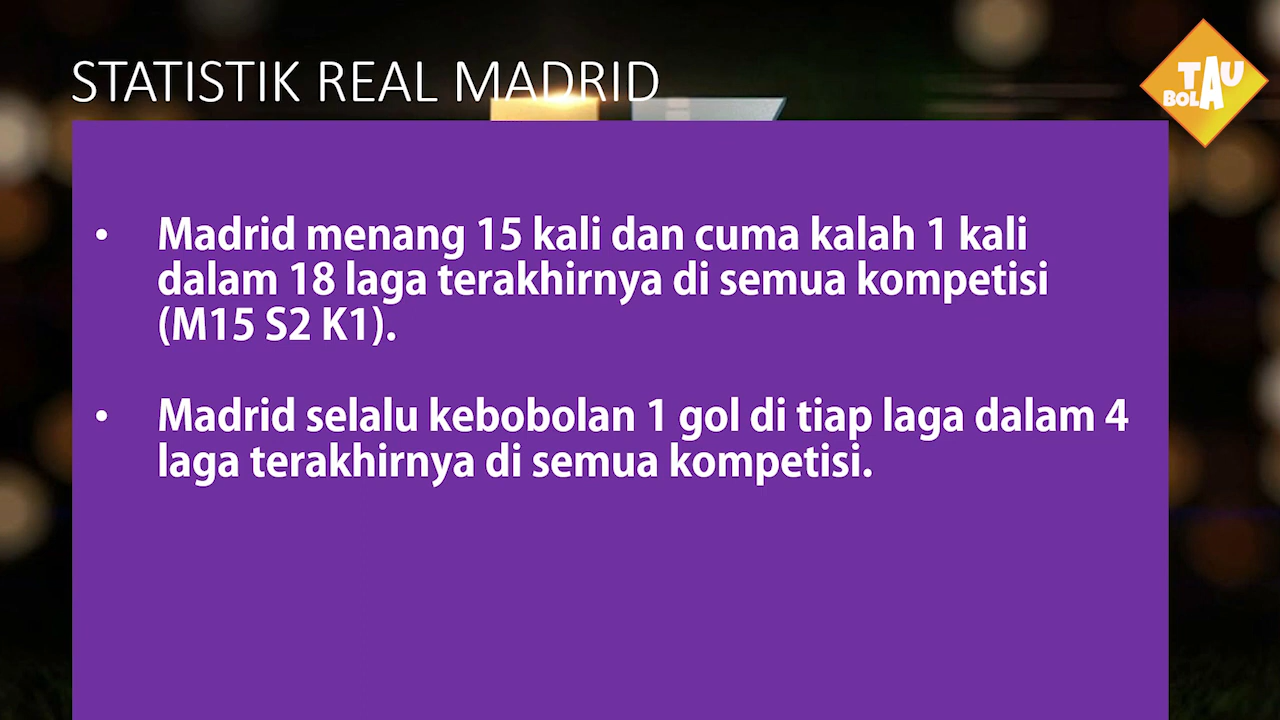 STATISTIK REAL MADRID
TAU
BOLA
• Madrid menang 15 kali dan cuma kalah 1 kali
dalam 18 laga terakhirnya di semua kompetisi
(M15 S2 K1).
• Madrid selalu kebobolan 1 gol di tiap laga dalam 4
laga terakhirnya di semua kompetisi.